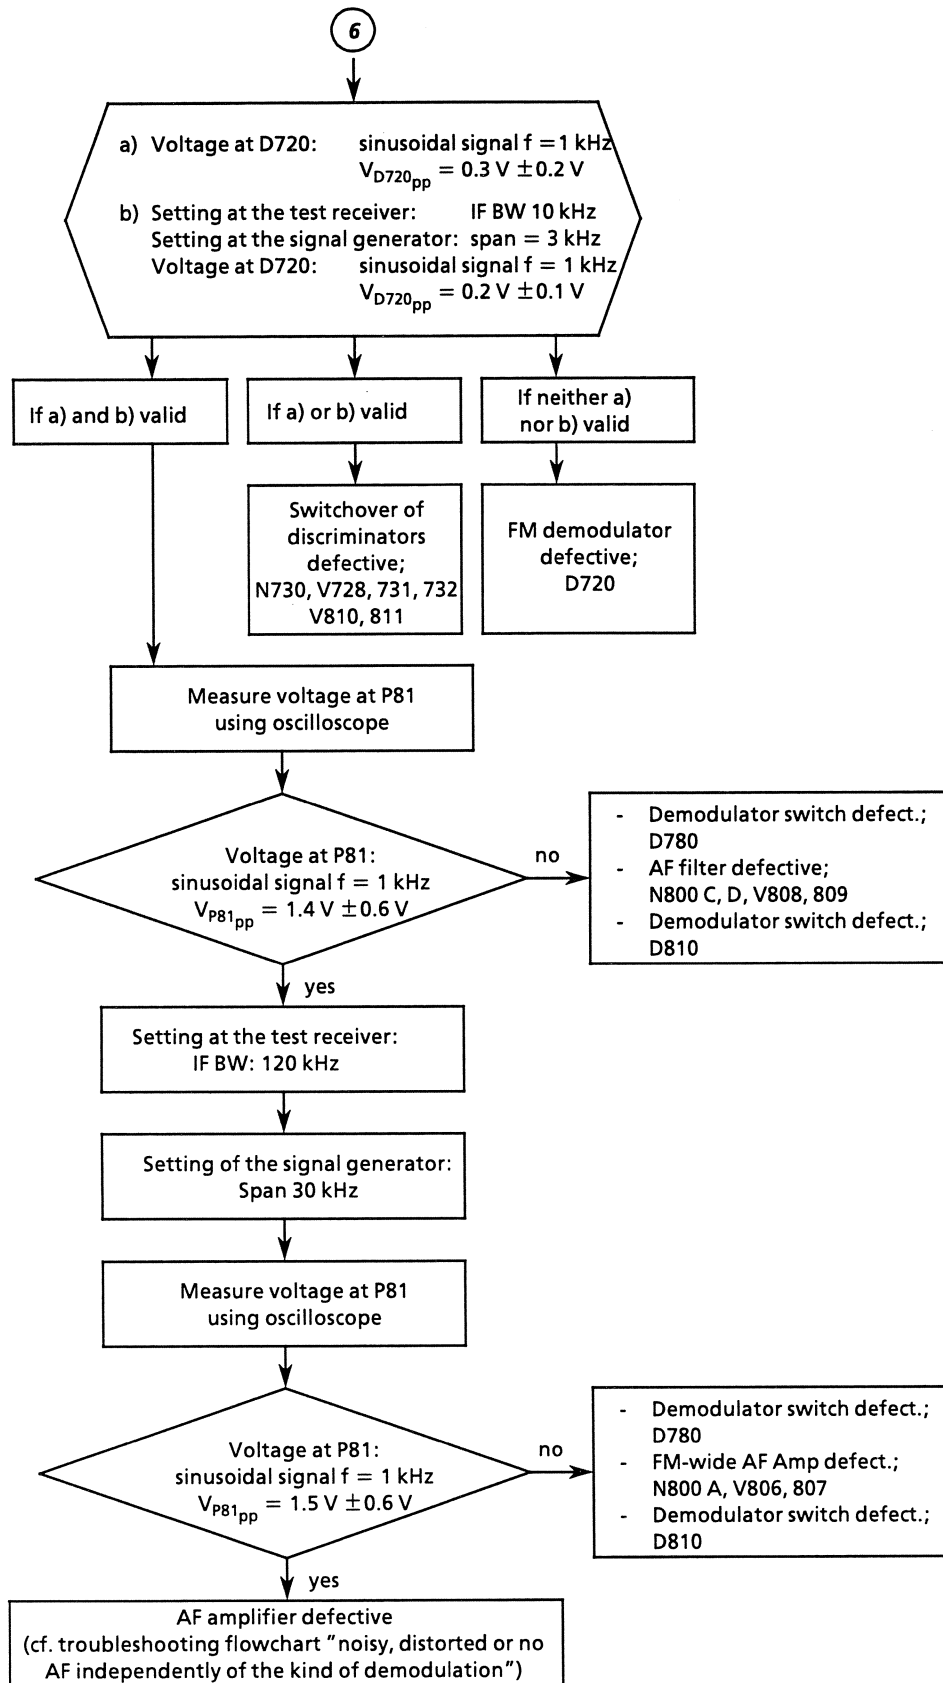 6
a) Voltage at D720: sinusoidal signal f = 1 kHz
VD720pp = 0.3 V ±0.2 V
b) Setting at the test receiver: IF BW 10 kHz
Setting at the signal generator: span = 3 kHz
Voltage at D720: sinusoidal signal f = 1 kHz
VD720pp = 0.2 V ±0.1 V
If a) and b) valid
If a) or b) valid
If neither a)
nor b) valid
Switchover of
discriminators
defective;
N730, V728, 731, 732
V810, 811
FM demodulator
defective;
D720
Measure voltage at P81
using oscilloscope
Voltage at P81:
sinusoidal signal f = 1 kHz
VP81pp = 1.4 V ±0.6 V
no
- Demodulator switch defect.;
D780
- AF filter defective;
N800 C, D, V808, 809
- Demodulator switch defect.;
D810
yes
Setting at the test receiver:
IF BW: 120 kHz
Setting of the signal generator:
Span 30 kHz
Measure voltage at P81
using oscilloscope
Voltage at P81:
sinusoidal signal f = 1 kHz
VP81pp = 1.5 V ±0.6 V
no
- Demodulator switch defect.;
D780
- FM-wide AF Amp defect.;
N800 A, V806, 807
- Demodulator switch defect.;
D810
yes
AF amplifier defective
(cf. troubleshooting flowchart "noisy, distorted or no
AF independently of the kind of demodulation")